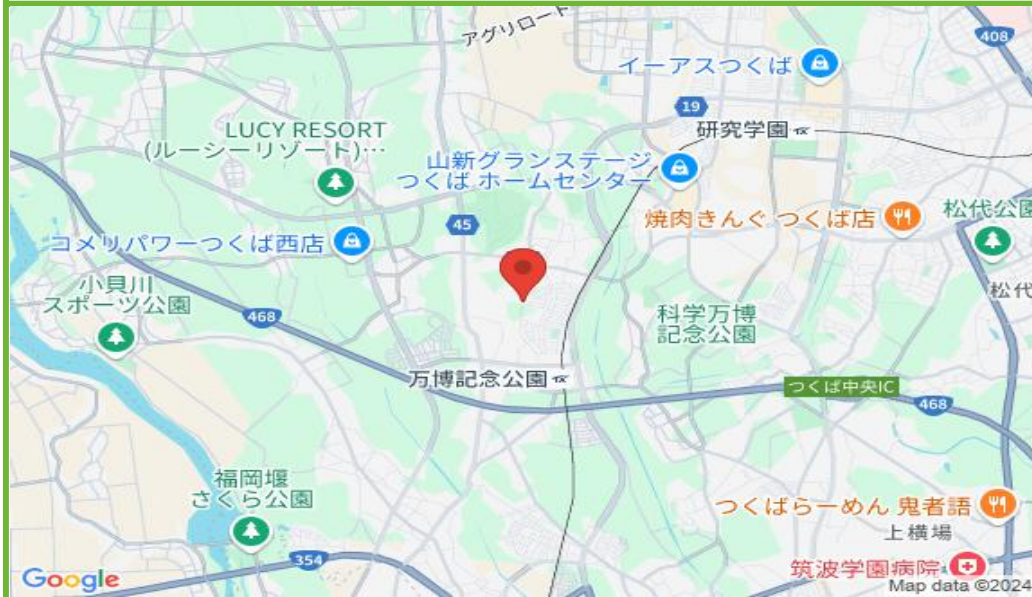 アグリロード
408
イーアスつくば
19
研究学園
LUCY RESORT
(ルーシーリゾート)…
山新グランステージ
つくば ホームセンター
45
焼肉きんぐ つくば店
松代公園
コメリパワーつくば西店
小貝川
スポーツ公園
松代
468
科学万博
記念公園
万博記念公園
つくば中央IC
468
福岡堰
さくら公園
つくばらーめん 鬼者語
上横場
354
筑波学園病院
Google
Map data ©2024